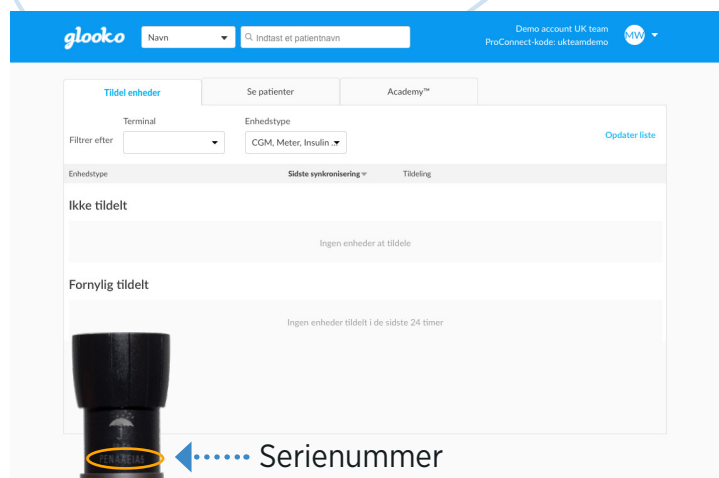 glooko
Navn
Indtast et patientnavn
Demo account UK team
ProConnect-kode: ukteamdemo
MW
Tildel enheder
Se patienter
Academy™
Terminal
Enhedstype
Filtrer efter
CGM, Meter, Insulin ..
Opdater liste
Enhedstype
Sidste synkronisering
Tildeling
Ikke tildelt
Ingen enheder at tildele
Fornylig tildelt
Ingen enheder tildelt i de sidste 24 timer
Serienummer